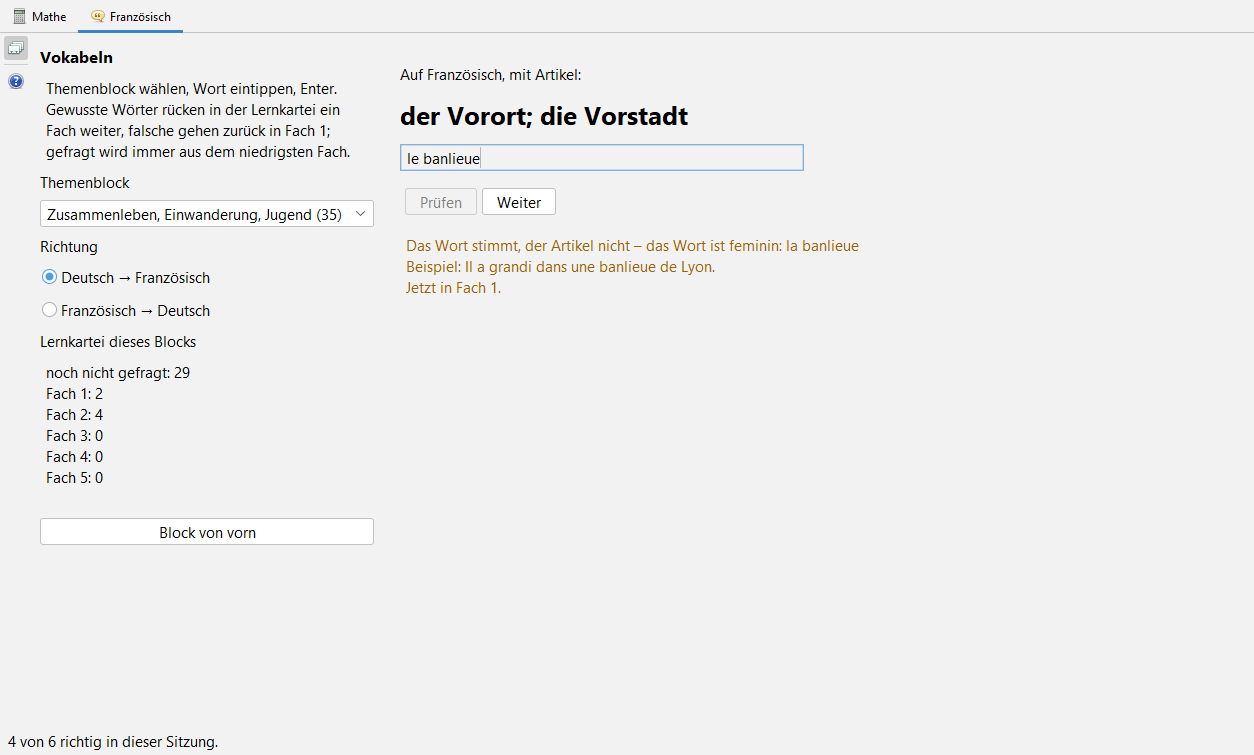 Mathe
Französisch
Vokabeln
Themenblock wählen, Wort eintippen, Enter.
Gewusste Wörter rücken in der Lernkartei ein
Fach weiter, falsche gehen zurück in Fach 1;
gefragt wird immer aus dem niedrigsten Fach.
Themenblock
Zusammenleben, Einwanderung, Jugend (35)
Richtung
Deutsch → Französisch
Französisch → Deutsch
Lernkartei dieses Blocks
noch nicht gefragt: 29
Fach 1: 2
Fach 2: 4
Fach 3: 0
Fach 4: 0
Fach 5: 0
Block von vorn
Auf Französisch, mit Artikel:
der Vorort; die Vorstadt
le banlieue
Prüfen
Weiter
Das Wort stimmt, der Artikel nicht – das Wort ist feminin: la banlieue
Beispiel: Il a grandi dans une banlieue de Lyon.
Jetzt in Fach 1.
4 von 6 richtig in dieser Sitzung.